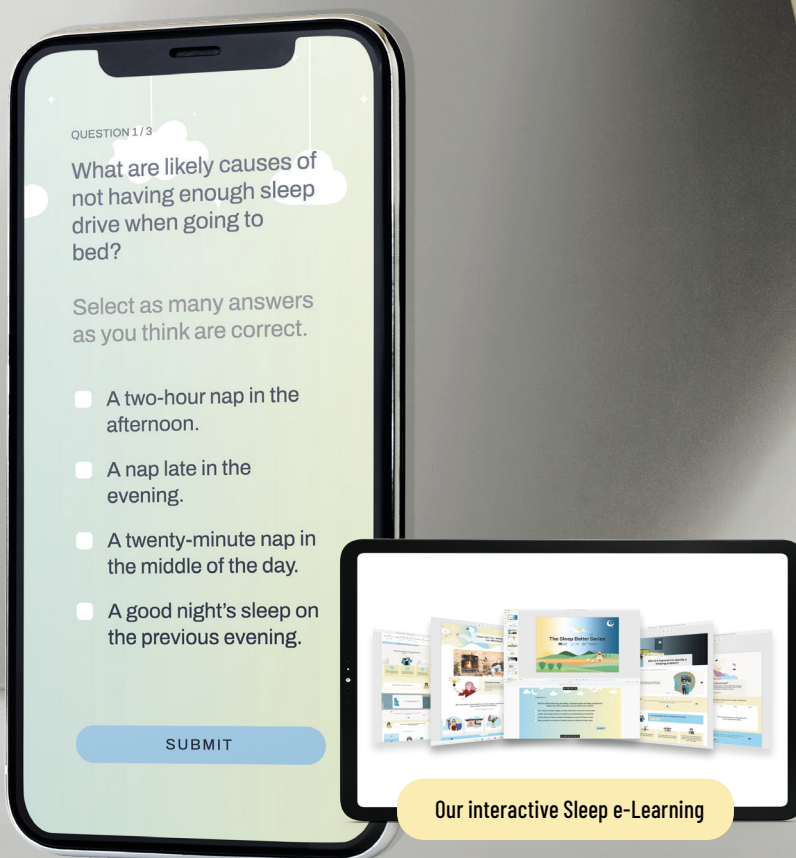 QUESTION 1 / 3
What are likely causes of
not having enough sleep
drive when going to
bed?
Select as many answers
as you think are correct.
A two-hour nap in the
afternoon.
A nap late in the
evening.
A twenty-minute nap in
the middle of the day.
A good night's sleep on
the previous evening.
SUBMIT
The Sleep Better Series
Our interactive Sleep e-Learning